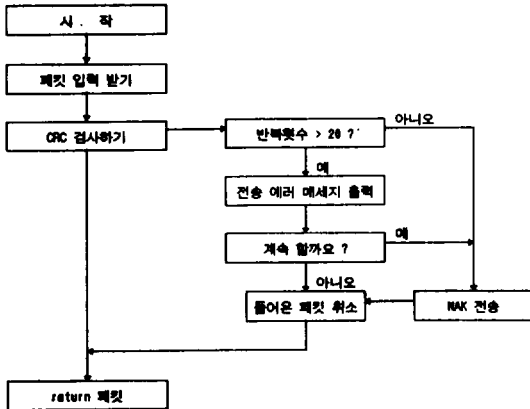 시 . 작
패킷 입력 받기
CRC 검사하기
반복횟수 > 20 ?
아니오
예
전송 에러 메세지 출력
계속 할까요 ?
예
아니오
들어온 패킷 취소
NAK 전송
return 패킷